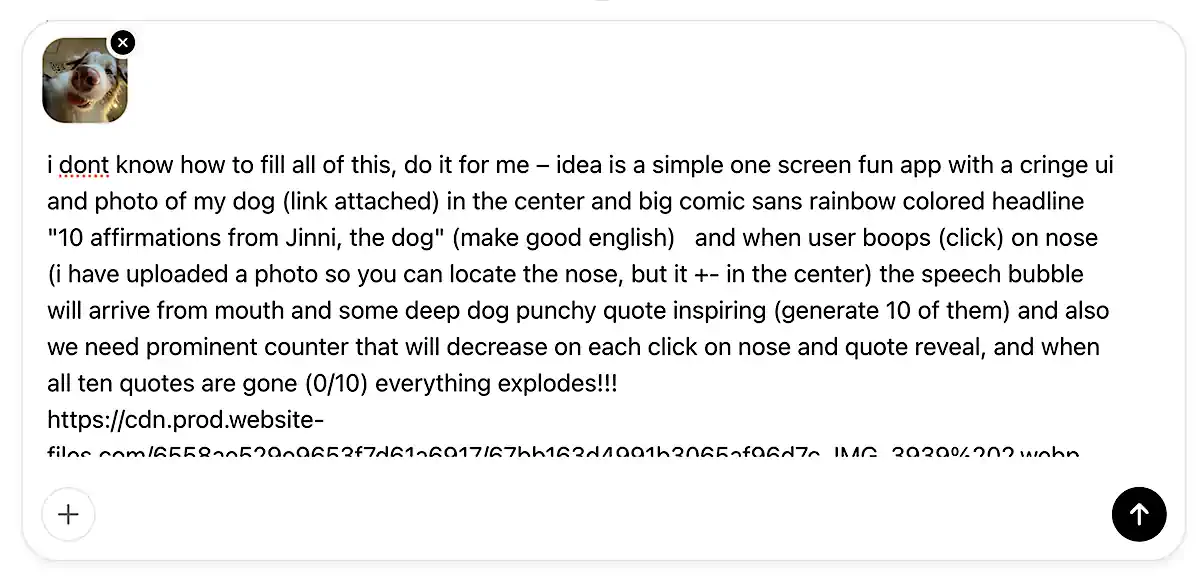 i dont know how to fill all of this, do it for me – idea is a simple one screen fun app with a cringe ui
and photo of my dog (link attached) in the center and big comic sans rainbow colored headline
"10 affirmations from Jinni, the dog" (make good english)   and when user boops (click) on nose
(i have uploaded a photo so you can locate the nose, but it +- in the center) the speech bubble
will arrive from mouth and some deep dog punchy quote inspiring (generate 10 of them) and also
we need prominent counter that will decrease on each click on nose and quote reveal, and when
all ten quotes are gone (0/10) everything explodes!!!
https://cdn.prod.website-
files.com/6558ae529e9653f7d61a6917/67bb163d4991b3065af96d7c_IMG_3939%202.webp